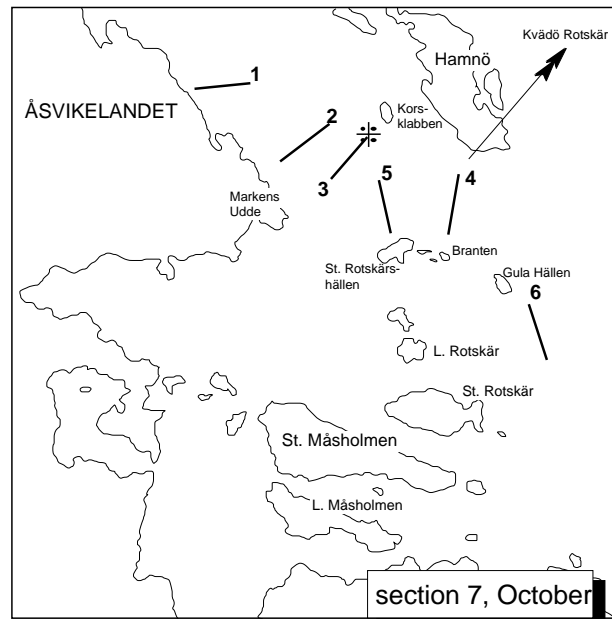 Kvädö Rotskär
Hamnö
1
ÅSVIKELANDET
Kors-
klabben
2
3
5
4
Markens
Udde
Branten
St. Rotskärs-
hällen
Gula Hällen
6
L. Rotskär
St. Rotskär
St. Måsholmen
L. Måsholmen
section 7, October